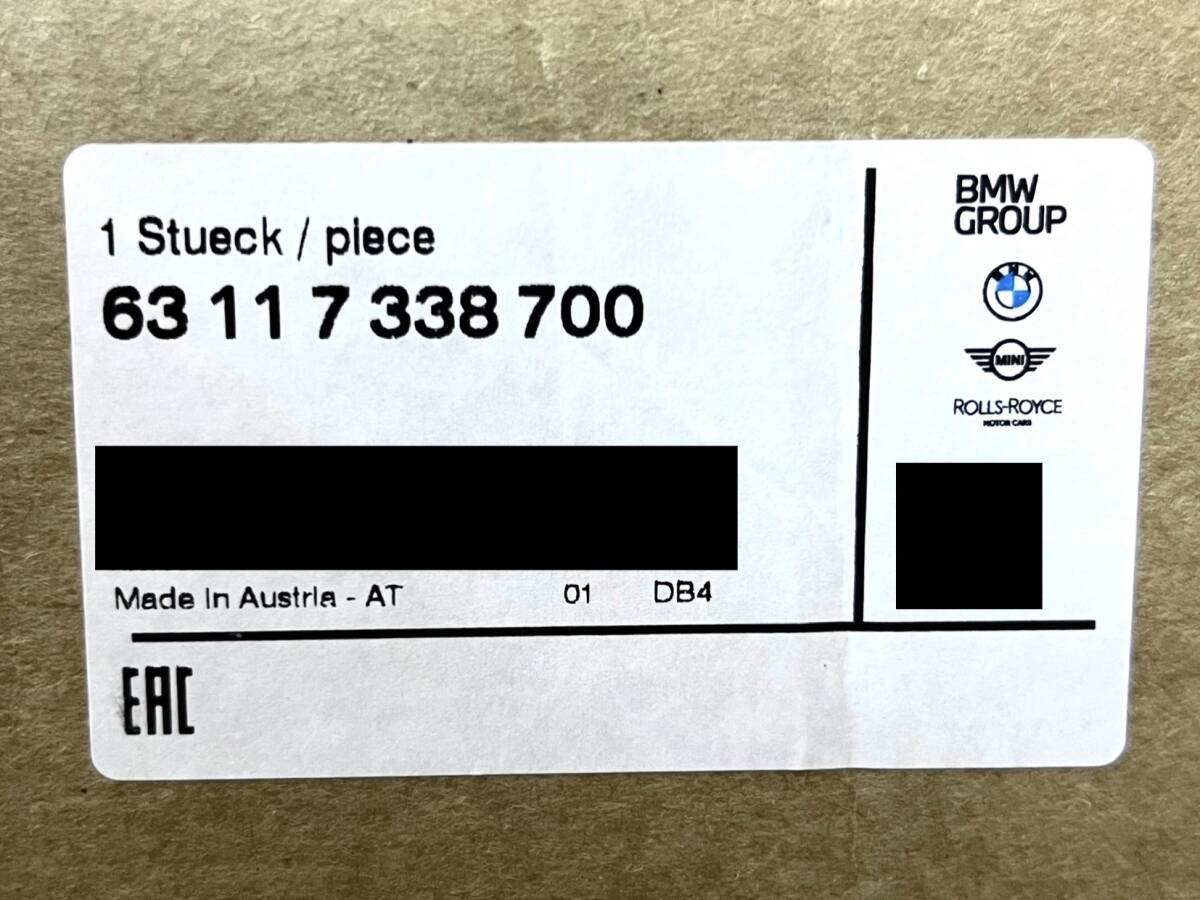 1 Stueck / piece
63 11 7 338 700
Made In Austria - AT 01 DB4
EAC
BMW
GROUP
BMW
MINI
ROLLS-ROYCE
MOTOR CARS